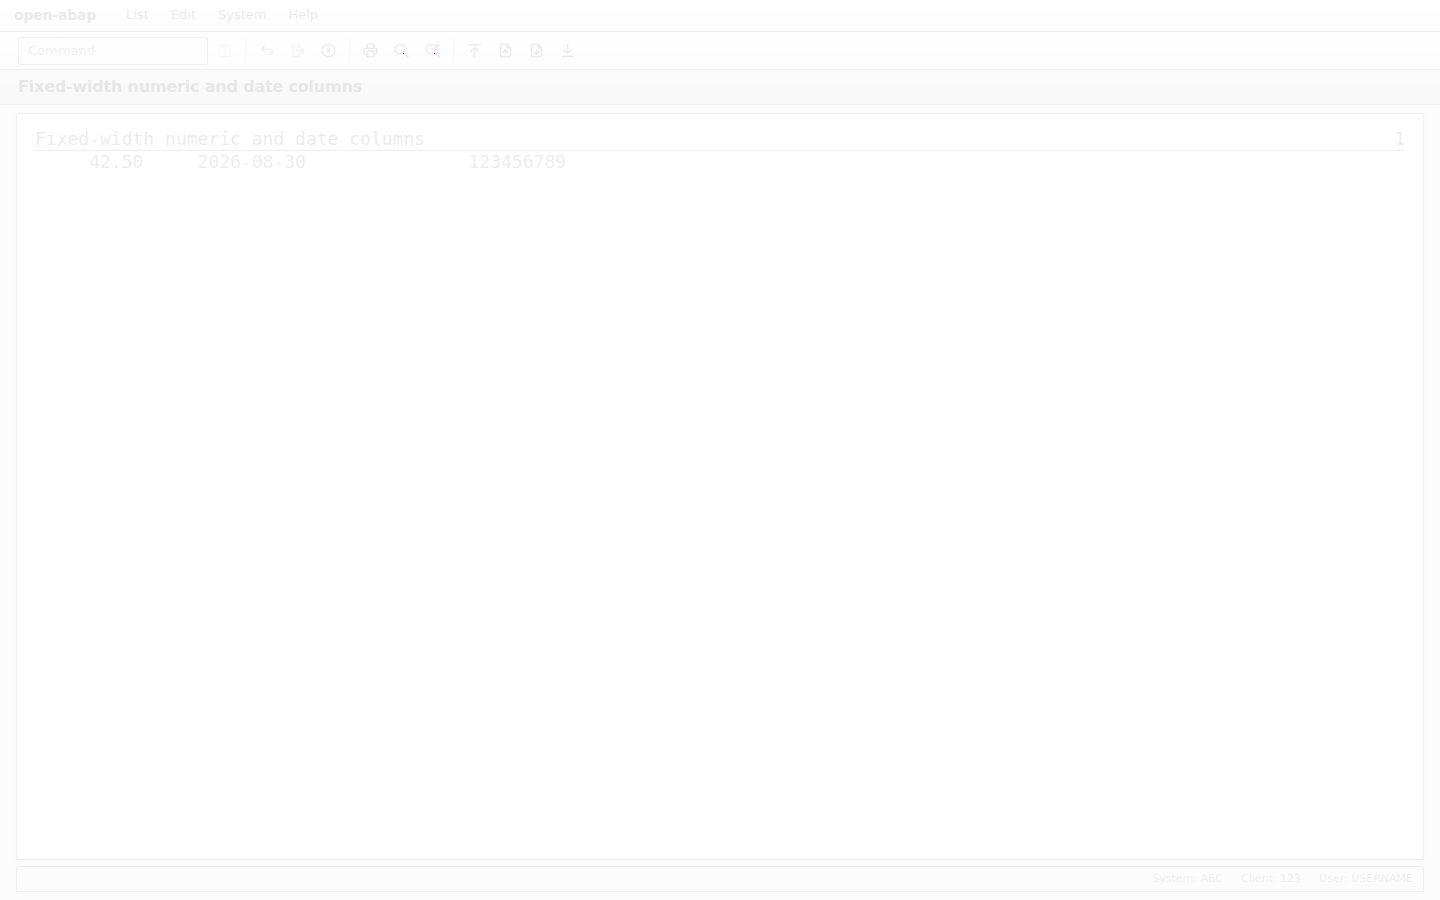 open-abap List Edit System Help
Command
Fixed-width numeric and date columns
Fixed-width numeric and date columns 1
42.50 2026-08-30 123456789
System: ABC Client: 123 User: USERNAME